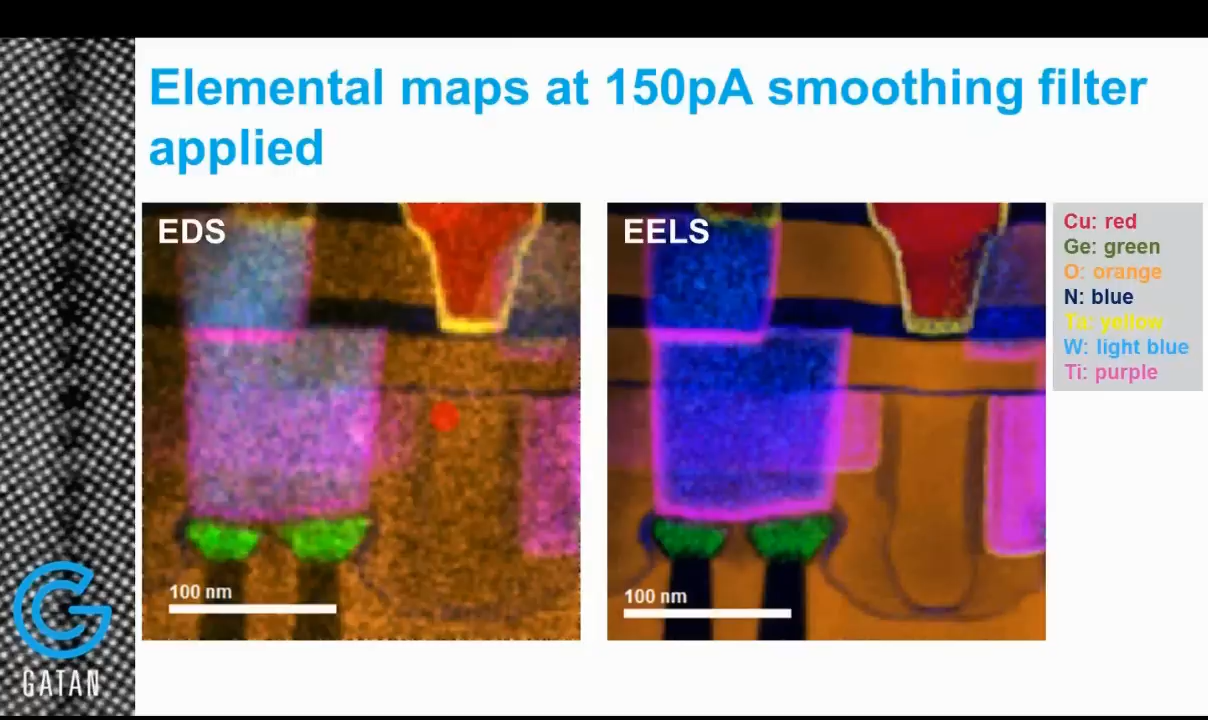 Elemental maps at 150pA smoothing filter
applied
EDS
EELS
Cu: red
Ge: green
O: orange
N: blue
Ta: yellow
W: light blue
Ti: purple
100 nm
100 nm
GATAN